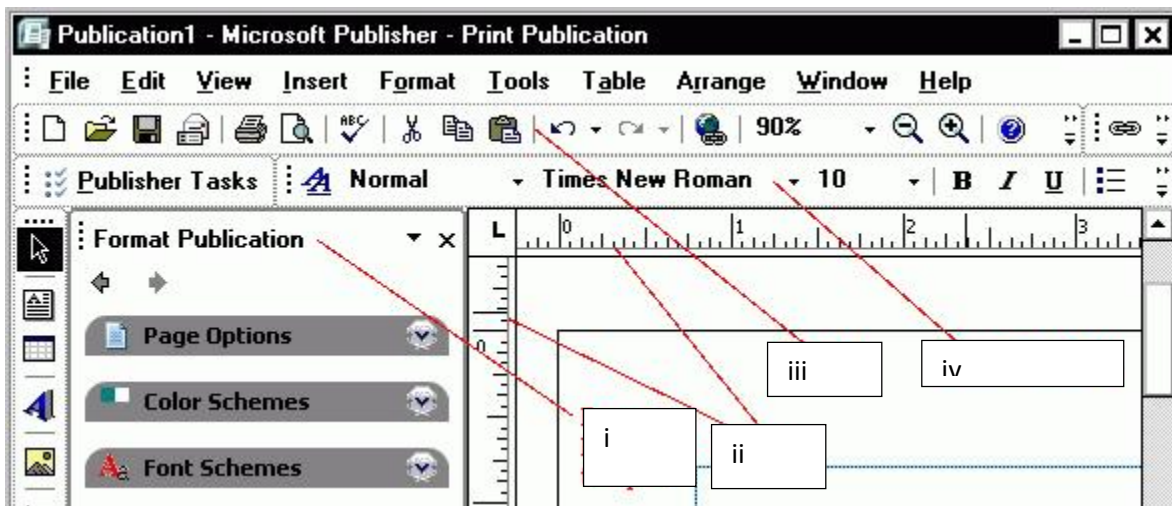 Publication1 - Microsoft Publisher - Print Publication
File Edit View Insert Format Tools Table Arrange Window Help
ABC 90%
Publisher Tasks A Normal Times New Roman 10 B I U
Format Publication L 0 1 2 3
Page Options 0
iii iv
Color Schemes
i ii
Font Schemes